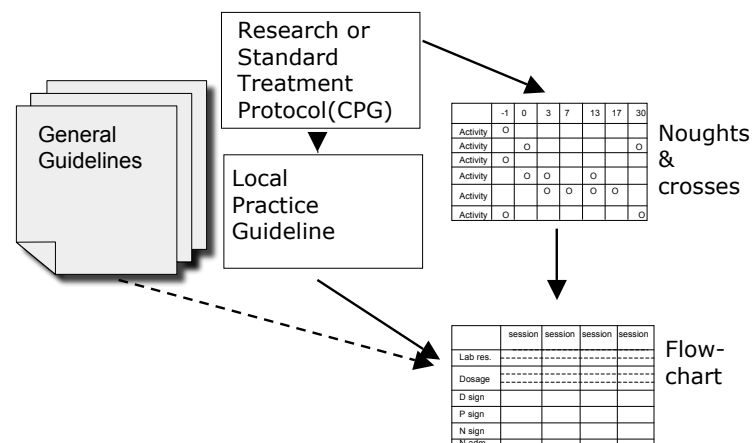 General
Guidelines
Research or
Standard
Treatment
Protocol(CPG)
Local
Practice
Guideline
-1 0 3 7 13 17 30
Activity O
Activity O O
Activity O
Activity O O O
Activity O O O O
Activity O O
Noughts
&
crosses
session session session session
Lab res.
Dosage
D sign
P sign
N sign
N adm
Flow-
chart